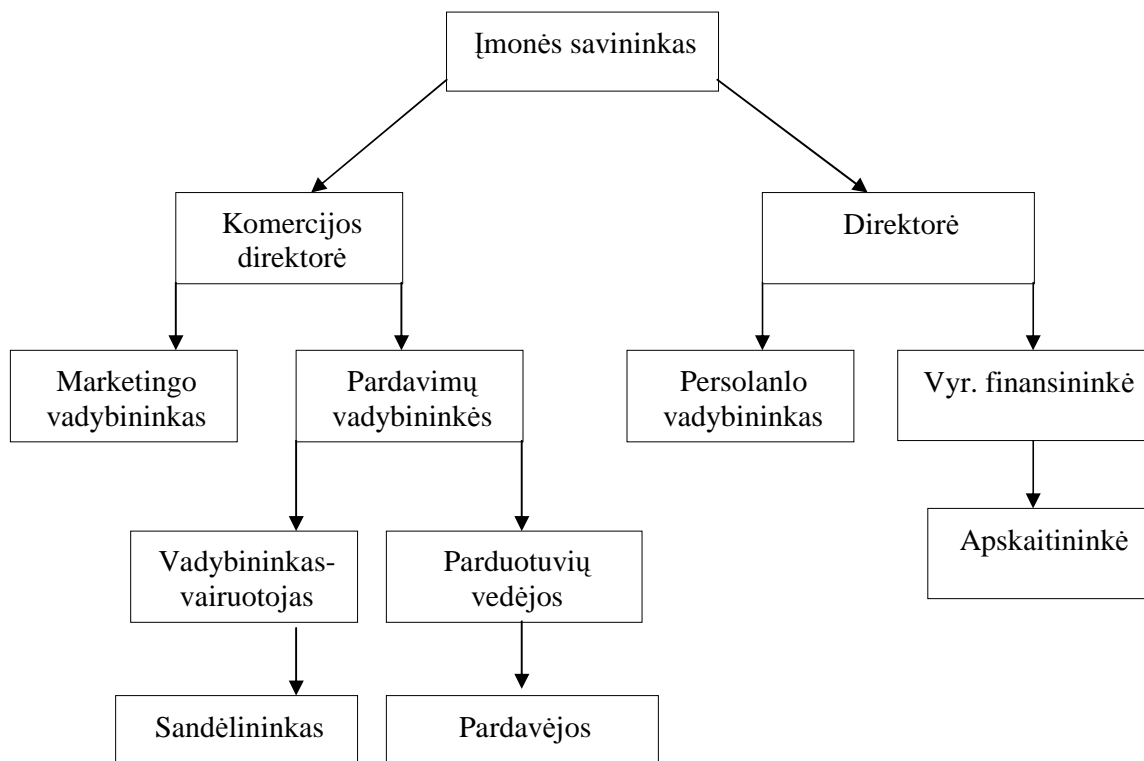 Įmonės savininkas
Komercijos
direktorė
Direktorė
Marketingo
vadybininkas
Pardavimų
vadybininkės
Persolanlo
vadybininkas
Vyr. finansininkė
Vadybininkas-
vairuotojas
Parduotuvių
vedėjos
Apskaitininkė
Sandėlininkas
Pardavėjos